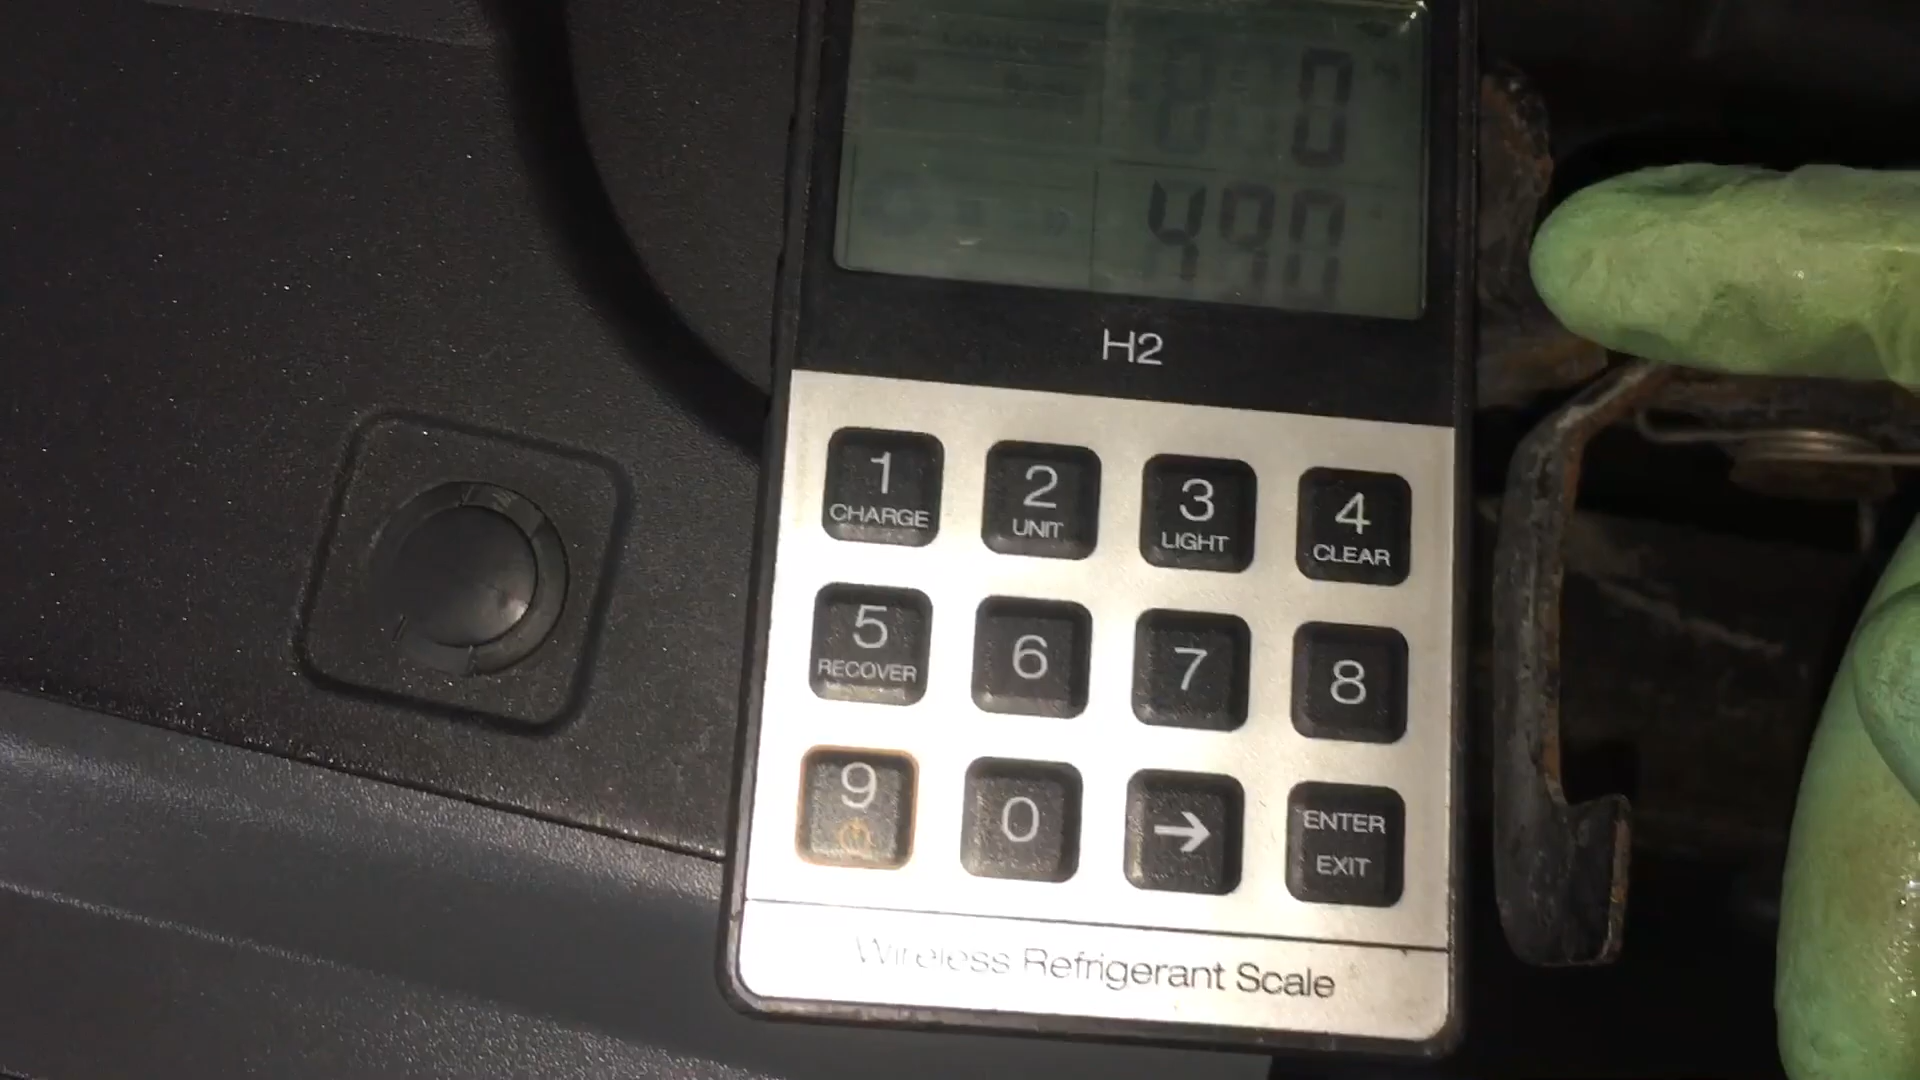 0
490
H2
1 2 3 4
CHARGE UNIT LIGHT CLEAR
5 6 7 8
RECOVER
9 0 → ENTER
EXIT
Wireless Refrigerant Scale